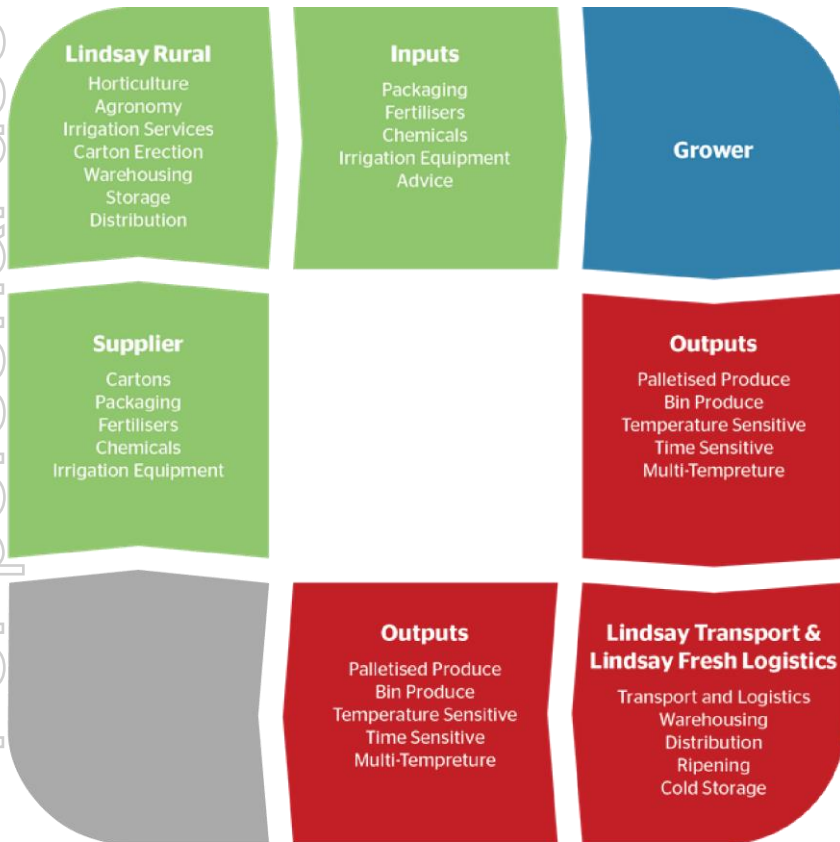 Lindsay Rural
Horticulture
Agronomy
Irrigation Services
Carton Erection
Warehousing
Storage
Distribution
Inputs
Packaging
Fertilisers
Chemicals
Irrigation Equipment
Advice
Grower
Supplier
Cartons
Packaging
Fertilisers
Chemicals
Irrigation Equipment
Outputs
Palletised Produce
Bin Produce
Temperature Sensitive
Time Sensitive
Multi-Tempreture
Outputs
Palletised Produce
Bin Produce
Temperature Sensitive
Time Sensitive
Multi-Tempreture
Lindsay Transport &
Lindsay Fresh Logistics
Transport and Logistics
Warehousing
Distribution
Ripening
Cold Storage